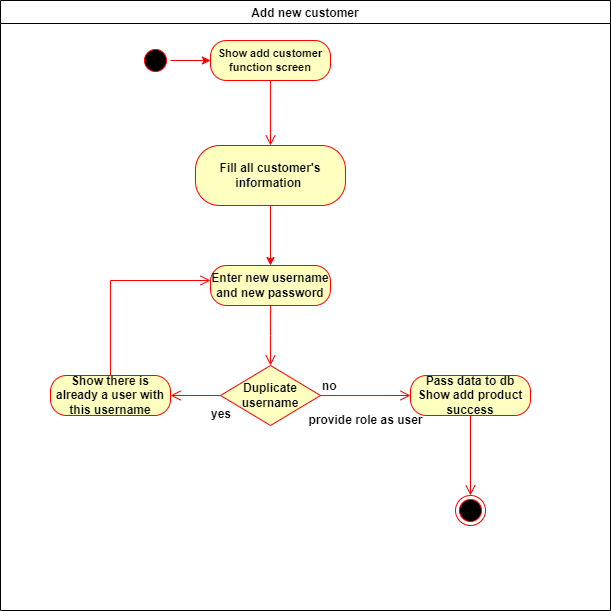 Add new customer
Show add customer
function screen
Fill all customer's
information
Enter new username
and new password
Show there is
already a user with
this username
yes
Duplicate
username
no
provide role as user
Pass data to db
Show add product
success